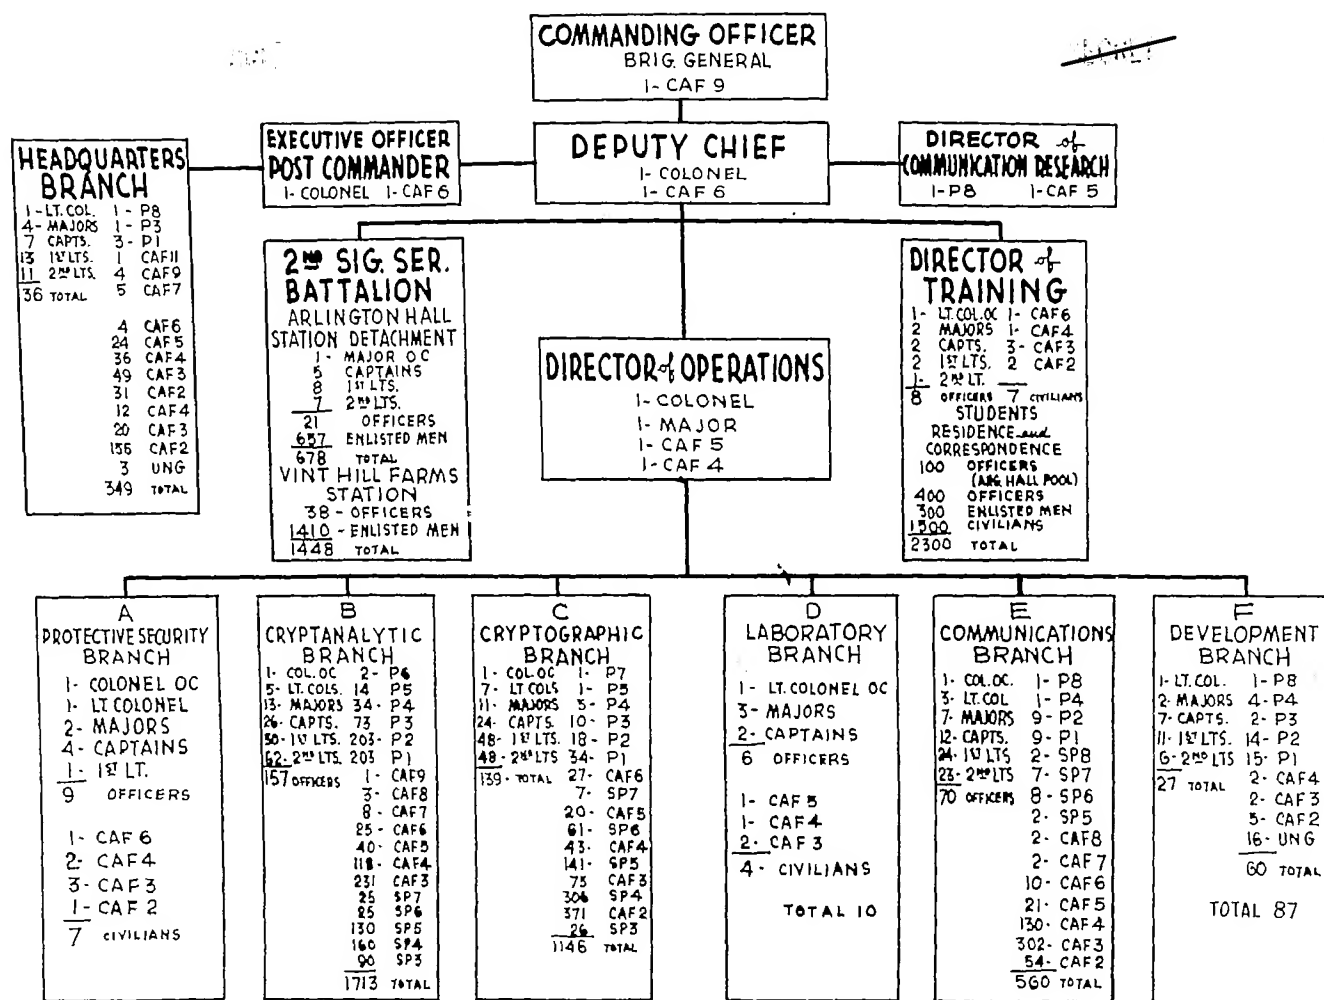 COMMANDING OFFICER
BRIG. GENERAL
1- CAF 9
EXECUTIVE OFFICER
POST COMMANDER
1- COLONEL 1- CAF 6
DEPUTY CHIEF
1- COLONEL
1- CAF 6
DIRECTOR of
COMMUNICATION RESEARCH
1- P8 1- CAF 5
HEADQUARTERS
BRANCH
1- LT. COL. 1- P8
4- MAJORS 1- P3
7 CAPTS. 3- P1
13 1ST LTS. 1 CAF11
11 2ND LTS. 4 CAF9
36 TOTAL 5 CAF7
4 CAF6
24 CAF5
36 CAF4
49 CAF3
31 CAF2
12 CAF4
20 CAF3
155 CAF2
3 UNG
349 TOTAL
2ND SIG. SER.
BATTALION
ARLINGTON HALL
STATION DETACHMENT
1- MAJOR OC
5 CAPTAINS
8 1ST LTS.
7 2ND LTS.
21 OFFICERS
657 ENLISTED MEN
678 TOTAL
VINT HILL FARMS
STATION
38- OFFICERS
1410- ENLISTED MEN
1448 TOTAL
DIRECTOR of OPERATIONS
1- COLONEL
1- MAJOR
1- CAF 5
1- CAF 4
DIRECTOR of
TRAINING
1- LT. COL. OC 1- CAF6
2 MAJORS 1- CAF4
2 CAPTS. 3- CAF3
2 1ST LTS. 2 CAF2
1- 2ND LT.
8 OFFICERS 7 CIVILIANS
STUDENTS
RESIDENCE and
CORRESPONDENCE
100 OFFICERS
(ARG. HALL POOL)
400 OFFICERS
300 ENLISTED MEN
1500 CIVILIANS
2300 TOTAL
A
PROTECTIVE SECURITY
BRANCH
1- COLONEL OC
1- LT COLONEL
2- MAJORS
4- CAPTAINS
1- 1ST LT.
9 OFFICERS
1- CAF 6
2- CAF 4
3- CAF 3
1- CAF 2
7 CIVILIANS
B
CRYPTANALYTIC
BRANCH
1- COL. OC 2- P6
5- LT. COLS. 14 P5
13- MAJORS 34- P4
26- CAPTS. 73 P3
50- 1ST LTS. 203- P2
62- 2ND LTS. 203 P1
157 OFFICERS 1- CAF9
3- CAF8
8- CAF7
25- CAF6
40- CAF5
118- CAF4
231 CAF3
25 SP7
25 SP6
130 SP5
160 SP4
90 SP3
1713 TOTAL
C
CRYPTOGRAPHIC
BRANCH
1- COL. OC 1- P7
7- LT COLS 1- P5
11- MAJORS 3- P4
24- CAPTS. 10- P3
48- 1ST LTS. 18- P2
48- 2ND LTS 34- P1
139- TOTAL 27- CAF6
7- SP7
20- CAF5
61- SP6
43- CAF4
141- SP5
75 CAF3
306 SP4
371 CAF2
26 SP3
1146 TOTAL
D
LABORATORY
BRANCH
1- LT. COLONEL OC
3- MAJORS
2- CAPTAINS
6 OFFICERS
1- CAF 5
1- CAF 4
2- CAF 3
4- CIVILIANS
TOTAL 10
E
COMMUNICATIONS
BRANCH
1- COL. OC. 1- P8
3- LT. COL 1- P4
7- MAJORS 9- P2
12- CAPTS. 9- P1
24- 1ST LTS 2- SP8
23- 2ND LTS 7- SP7
70 OFFICERS 8- SP6
2- SP5
2- CAF8
2- CAF7
10- CAF6
21- CAF5
130- CAF4
302- CAF3
54- CAF2
560 TOTAL
F
DEVELOPMENT
BRANCH
1- LT. COL. 1- P8
2- MAJORS 4- P4
7- CAPTS. 2- P3
11- 1ST LTS. 14- P2
6- 2ND LTS 15- P1
27 TOTAL 2- CAF4
2- CAF3
5- CAF2
16- UNG
60 TOTAL
TOTAL 87